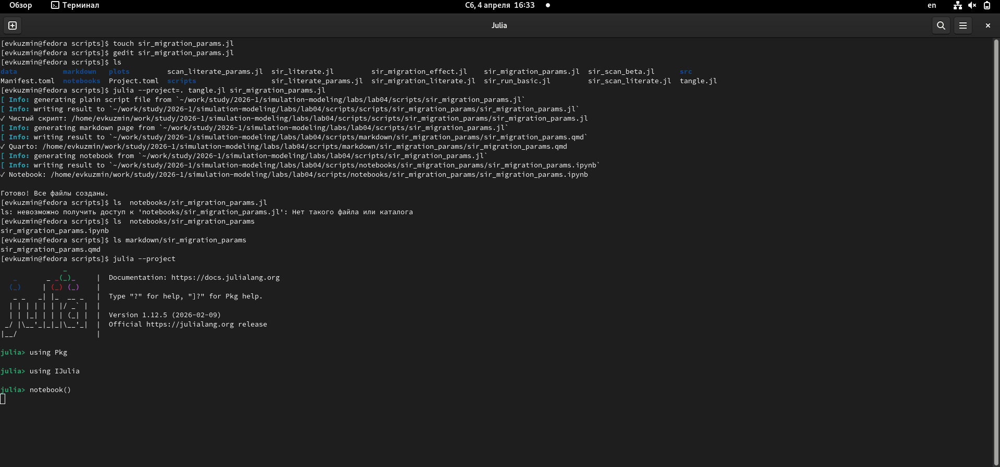 Обзор Терминал Сб, 4 апреля 16:33 en
Julia
[evkuzmin@fedora scripts]$ touch sir_migration_params.jl
[evkuzmin@fedora scripts]$ gedit sir_migration_params.jl
[evkuzmin@fedora scripts]$ ls
data markdown plots scan_literate_params.jl sir_literate.jl sir_migration_effect.jl sir_migration_params.jl sir_scan_beta.jl src
Manifest.toml notebooks Project.toml scripts sir_literate_params.jl sir_migration_literate.jl sir_run_basic.jl sir_scan_literate.jl tangle.jl
[evkuzmin@fedora scripts]$ julia --project=. tangle.jl sir_migration_params.jl
[ Info: generating plain script file from `~/work/study/2026-1/simulation-modeling/labs/lab04/scripts/sir_migration_params.jl`
[ Info: writing result to `~/work/study/2026-1/simulation-modeling/labs/lab04/scripts/scripts/sir_migration_params/sir_migration_params.jl`
✓ Чистый скрипт: /home/evkuzmin/work/study/2026-1/simulation-modeling/labs/lab04/scripts/scripts/sir_migration_params/sir_migration_params.jl
[ Info: generating markdown page from `~/work/study/2026-1/simulation-modeling/labs/lab04/scripts/sir_migration_params.jl`
[ Info: writing result to `~/work/study/2026-1/simulation-modeling/labs/lab04/scripts/markdown/sir_migration_params/sir_migration_params.qmd`
✓ Quarto: /home/evkuzmin/work/study/2026-1/simulation-modeling/labs/lab04/scripts/markdown/sir_migration_params/sir_migration_params.qmd
[ Info: generating notebook from `~/work/study/2026-1/simulation-modeling/labs/lab04/scripts/sir_migration_params.jl`
[ Info: writing result to `~/work/study/2026-1/simulation-modeling/labs/lab04/scripts/notebooks/sir_migration_params/sir_migration_params.ipynb`
✓ Notebook: /home/evkuzmin/work/study/2026-1/simulation-modeling/labs/lab04/scripts/notebooks/sir_migration_params/sir_migration_params.ipynb
Готово! Все файлы созданы.
[evkuzmin@fedora scripts]$ ls  notebooks/sir_migration_params.jl
ls: невозможно получить доступ к 'notebooks/sir_migration_params.jl': Нет такого файла или каталога
[evkuzmin@fedora scripts]$ ls  notebooks/sir_migration_params
sir_migration_params.ipynb
[evkuzmin@fedora scripts]$ ls markdown/sir_migration_params
sir_migration_params.qmd
[evkuzmin@fedora scripts]$ julia --project
Documentation: https://docs.julialang.org
Type "?" for help, "]?" for Pkg help.
Version 1.12.5 (2026-02-09)
Official https://julialang.org release
julia> using Pkg
julia> using IJulia
julia> notebook()